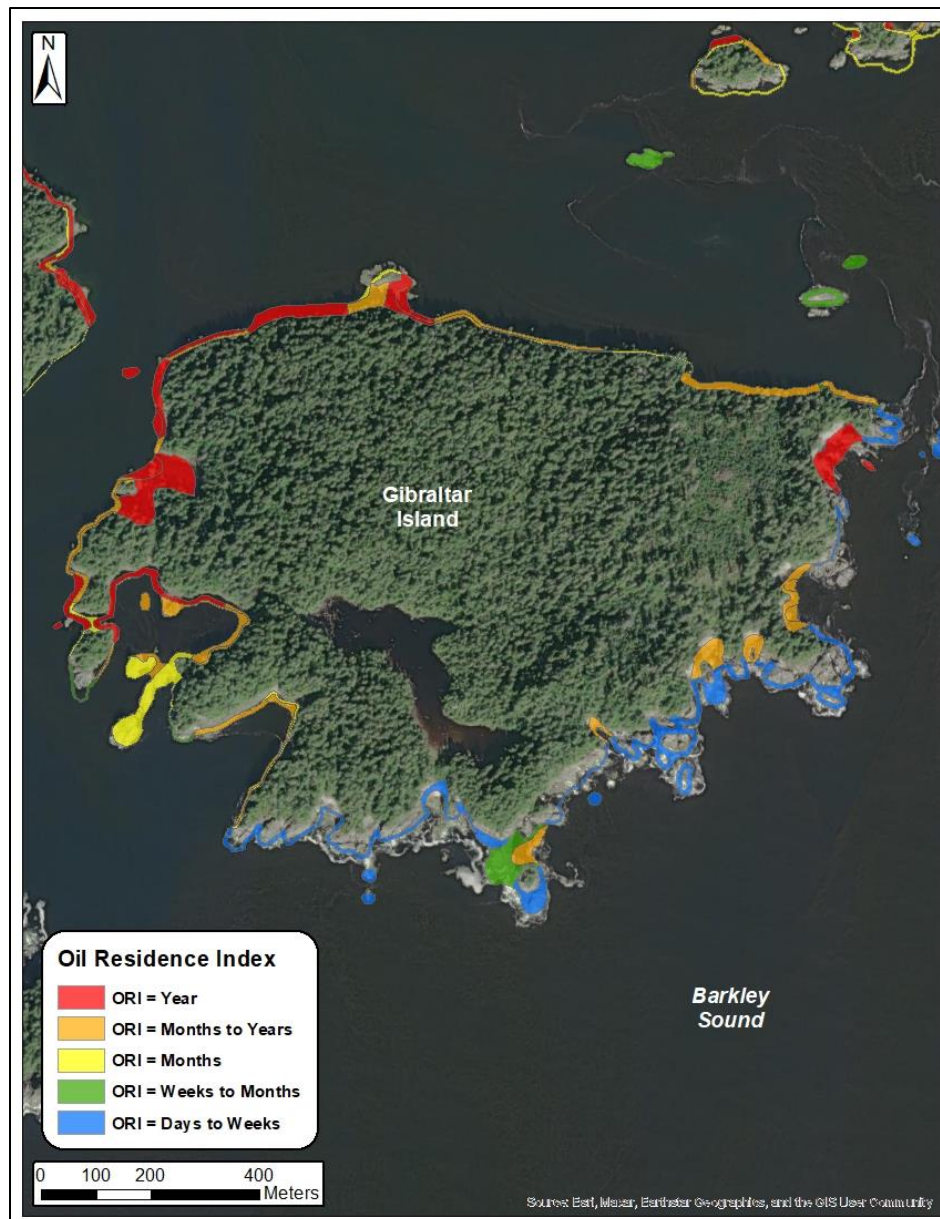 N
Gibraltar
Island
Barkley
Sound
Oil Residence Index
ORI = Year
ORI = Months to Years
ORI = Months
ORI = Weeks to Months
ORI = Days to Weeks
0 100 200 400
Meters
Source: Esri, Maxar, Earthstar Geographics, and the GIS User Community